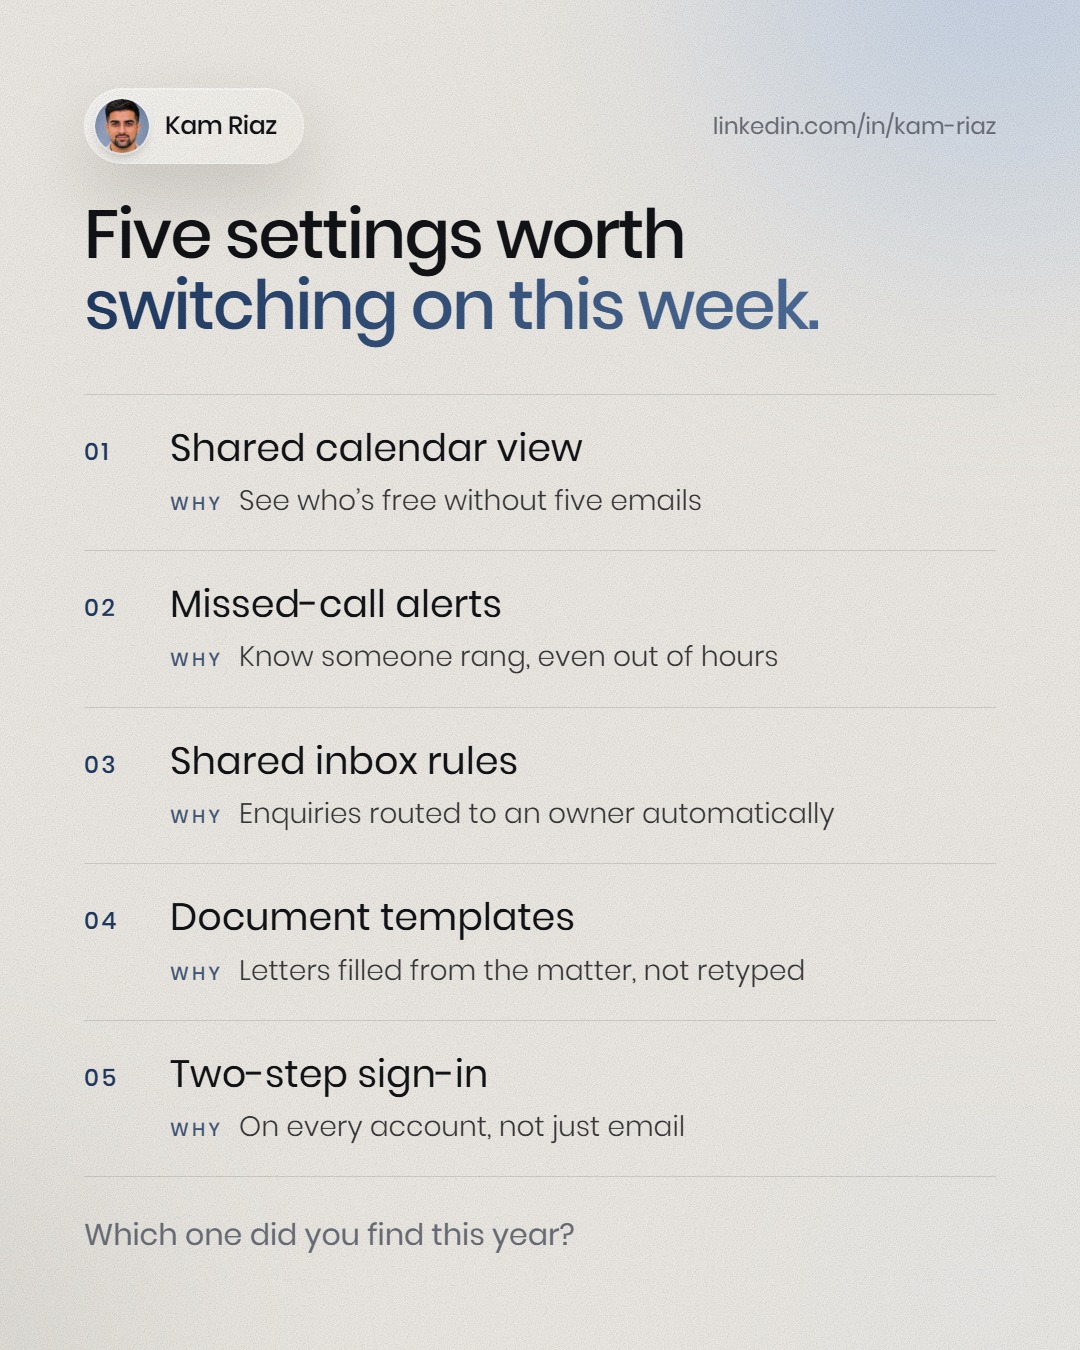 Kam Riaz
linkedin.com/in/kam-riaz
Five settings worth
switching on this week.
01 Shared calendar view
WHY See who’s free without five emails
02 Missed-call alerts
WHY Know someone rang, even out of hours
03 Shared inbox rules
WHY Enquiries routed to an owner automatically
04 Document templates
WHY Letters filled from the matter, not retyped
05 Two-step sign-in
WHY On every account, not just email
Which one did you find this year?